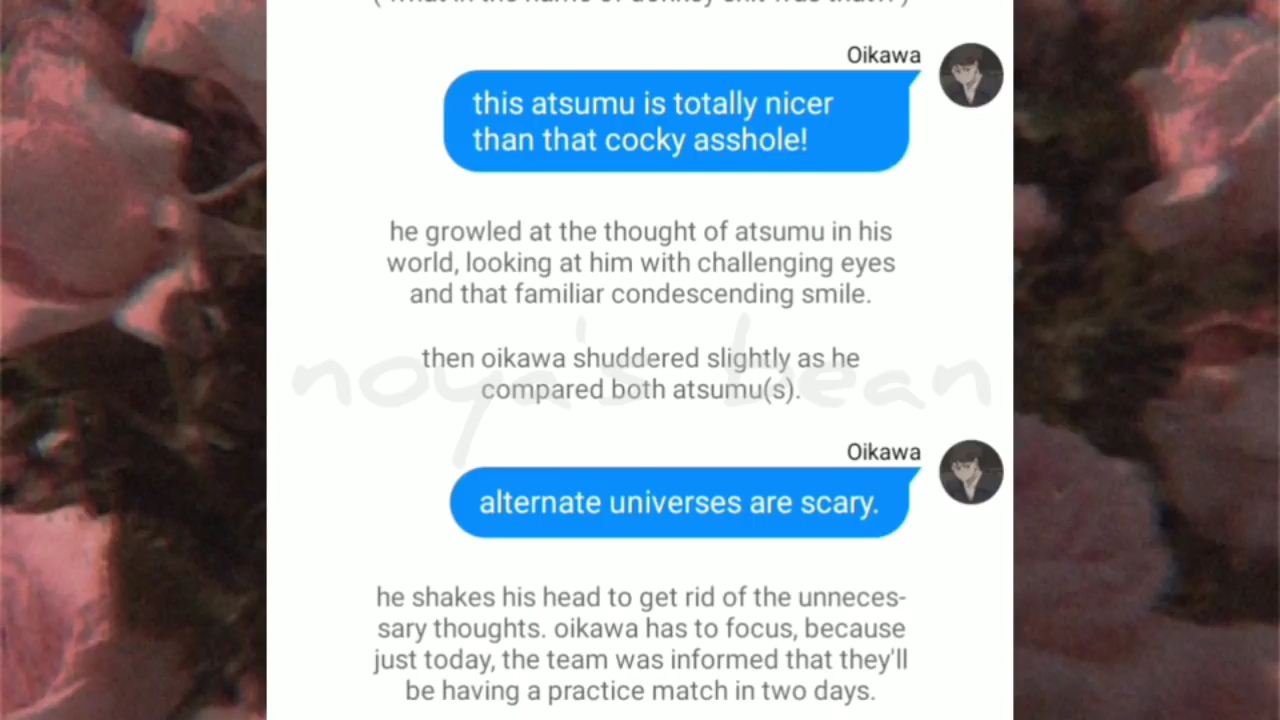 Oikawa
this atsumu is totally nicer
than that cocky asshole!
he growled at the thought of atsumu in his
world, looking at him with challenging eyes
and that familiar condescending smile.
then oikawa shuddered slightly as he
compared both atsumu(s).
noya's bean
Oikawa
alternate universes are scary.
he shakes his head to get rid of the unneces-
sary thoughts. oikawa has to focus, because
just today, the team was informed that they'll
be having a practice match in two days.